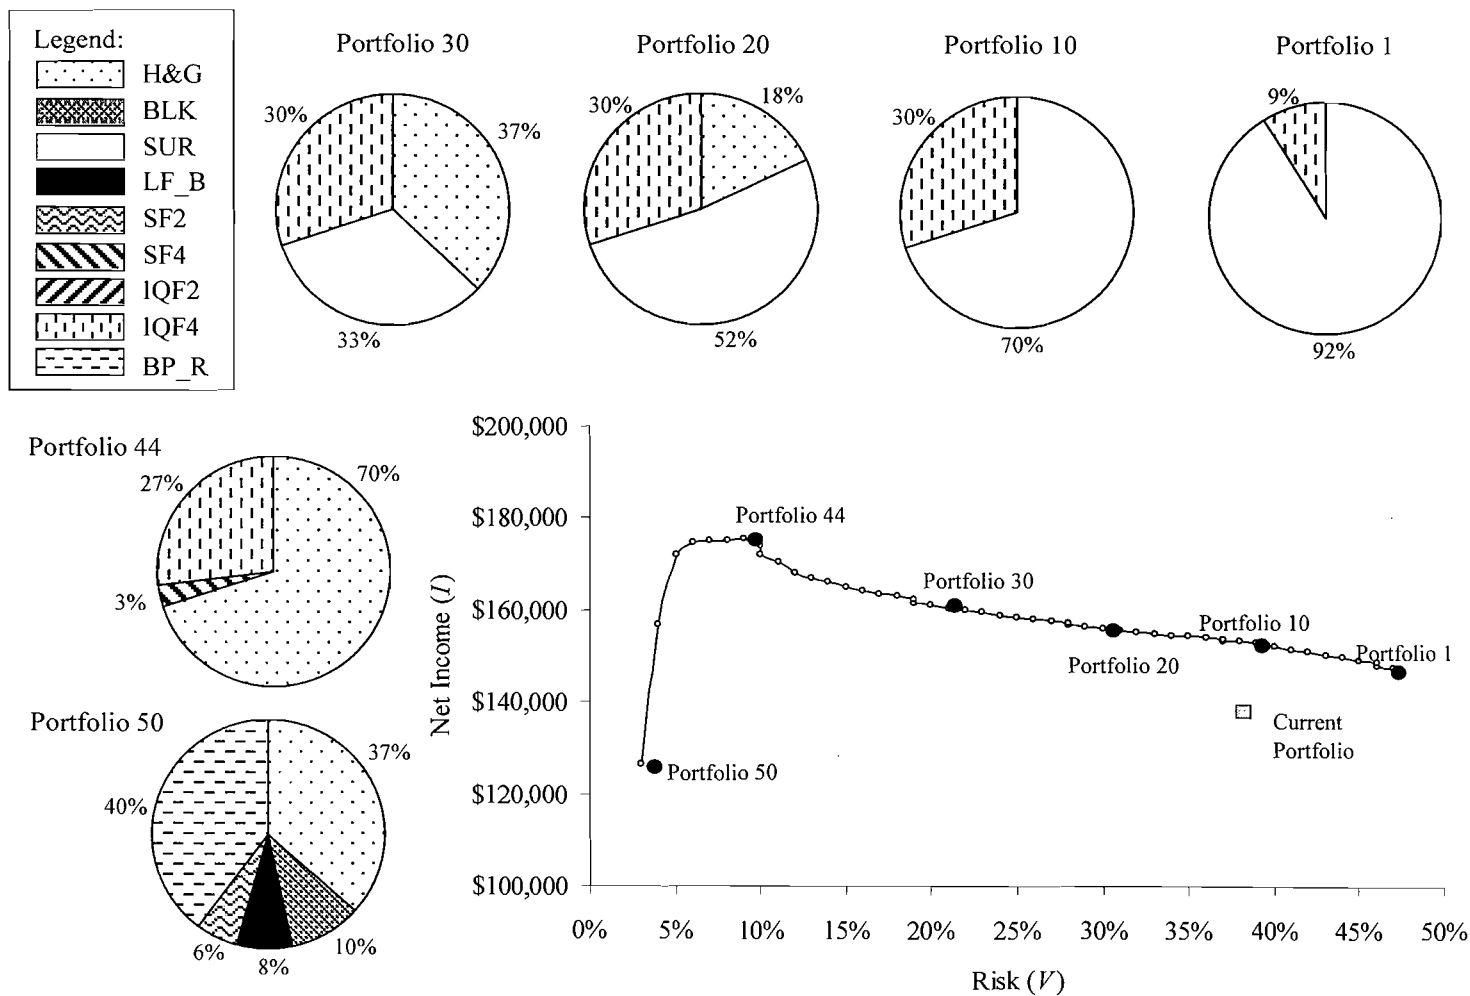 Legend:
H&G
BLK
SUR
LF_B
SF2
SF4
lQF2
lQF4
BP_R
Portfolio 30
30%
37%
33%
Portfolio 20
30%
18%
52%
Portfolio 10
30%
70%
Portfolio 1
9%
92%
Portfolio 44
27%
70%
3%
Portfolio 50
37%
40%
6%
8%
10%
Net Income (I)
$200,000
$180,000
$160,000
$140,000
$120,000
$100,000
Portfolio 44
Portfolio 30
Portfolio 10
Portfolio 20
Portfolio 1
Current
Portfolio
Portfolio 50
0% 5% 10% 15% 20% 25% 30% 35% 40% 45% 50%
Risk (V)